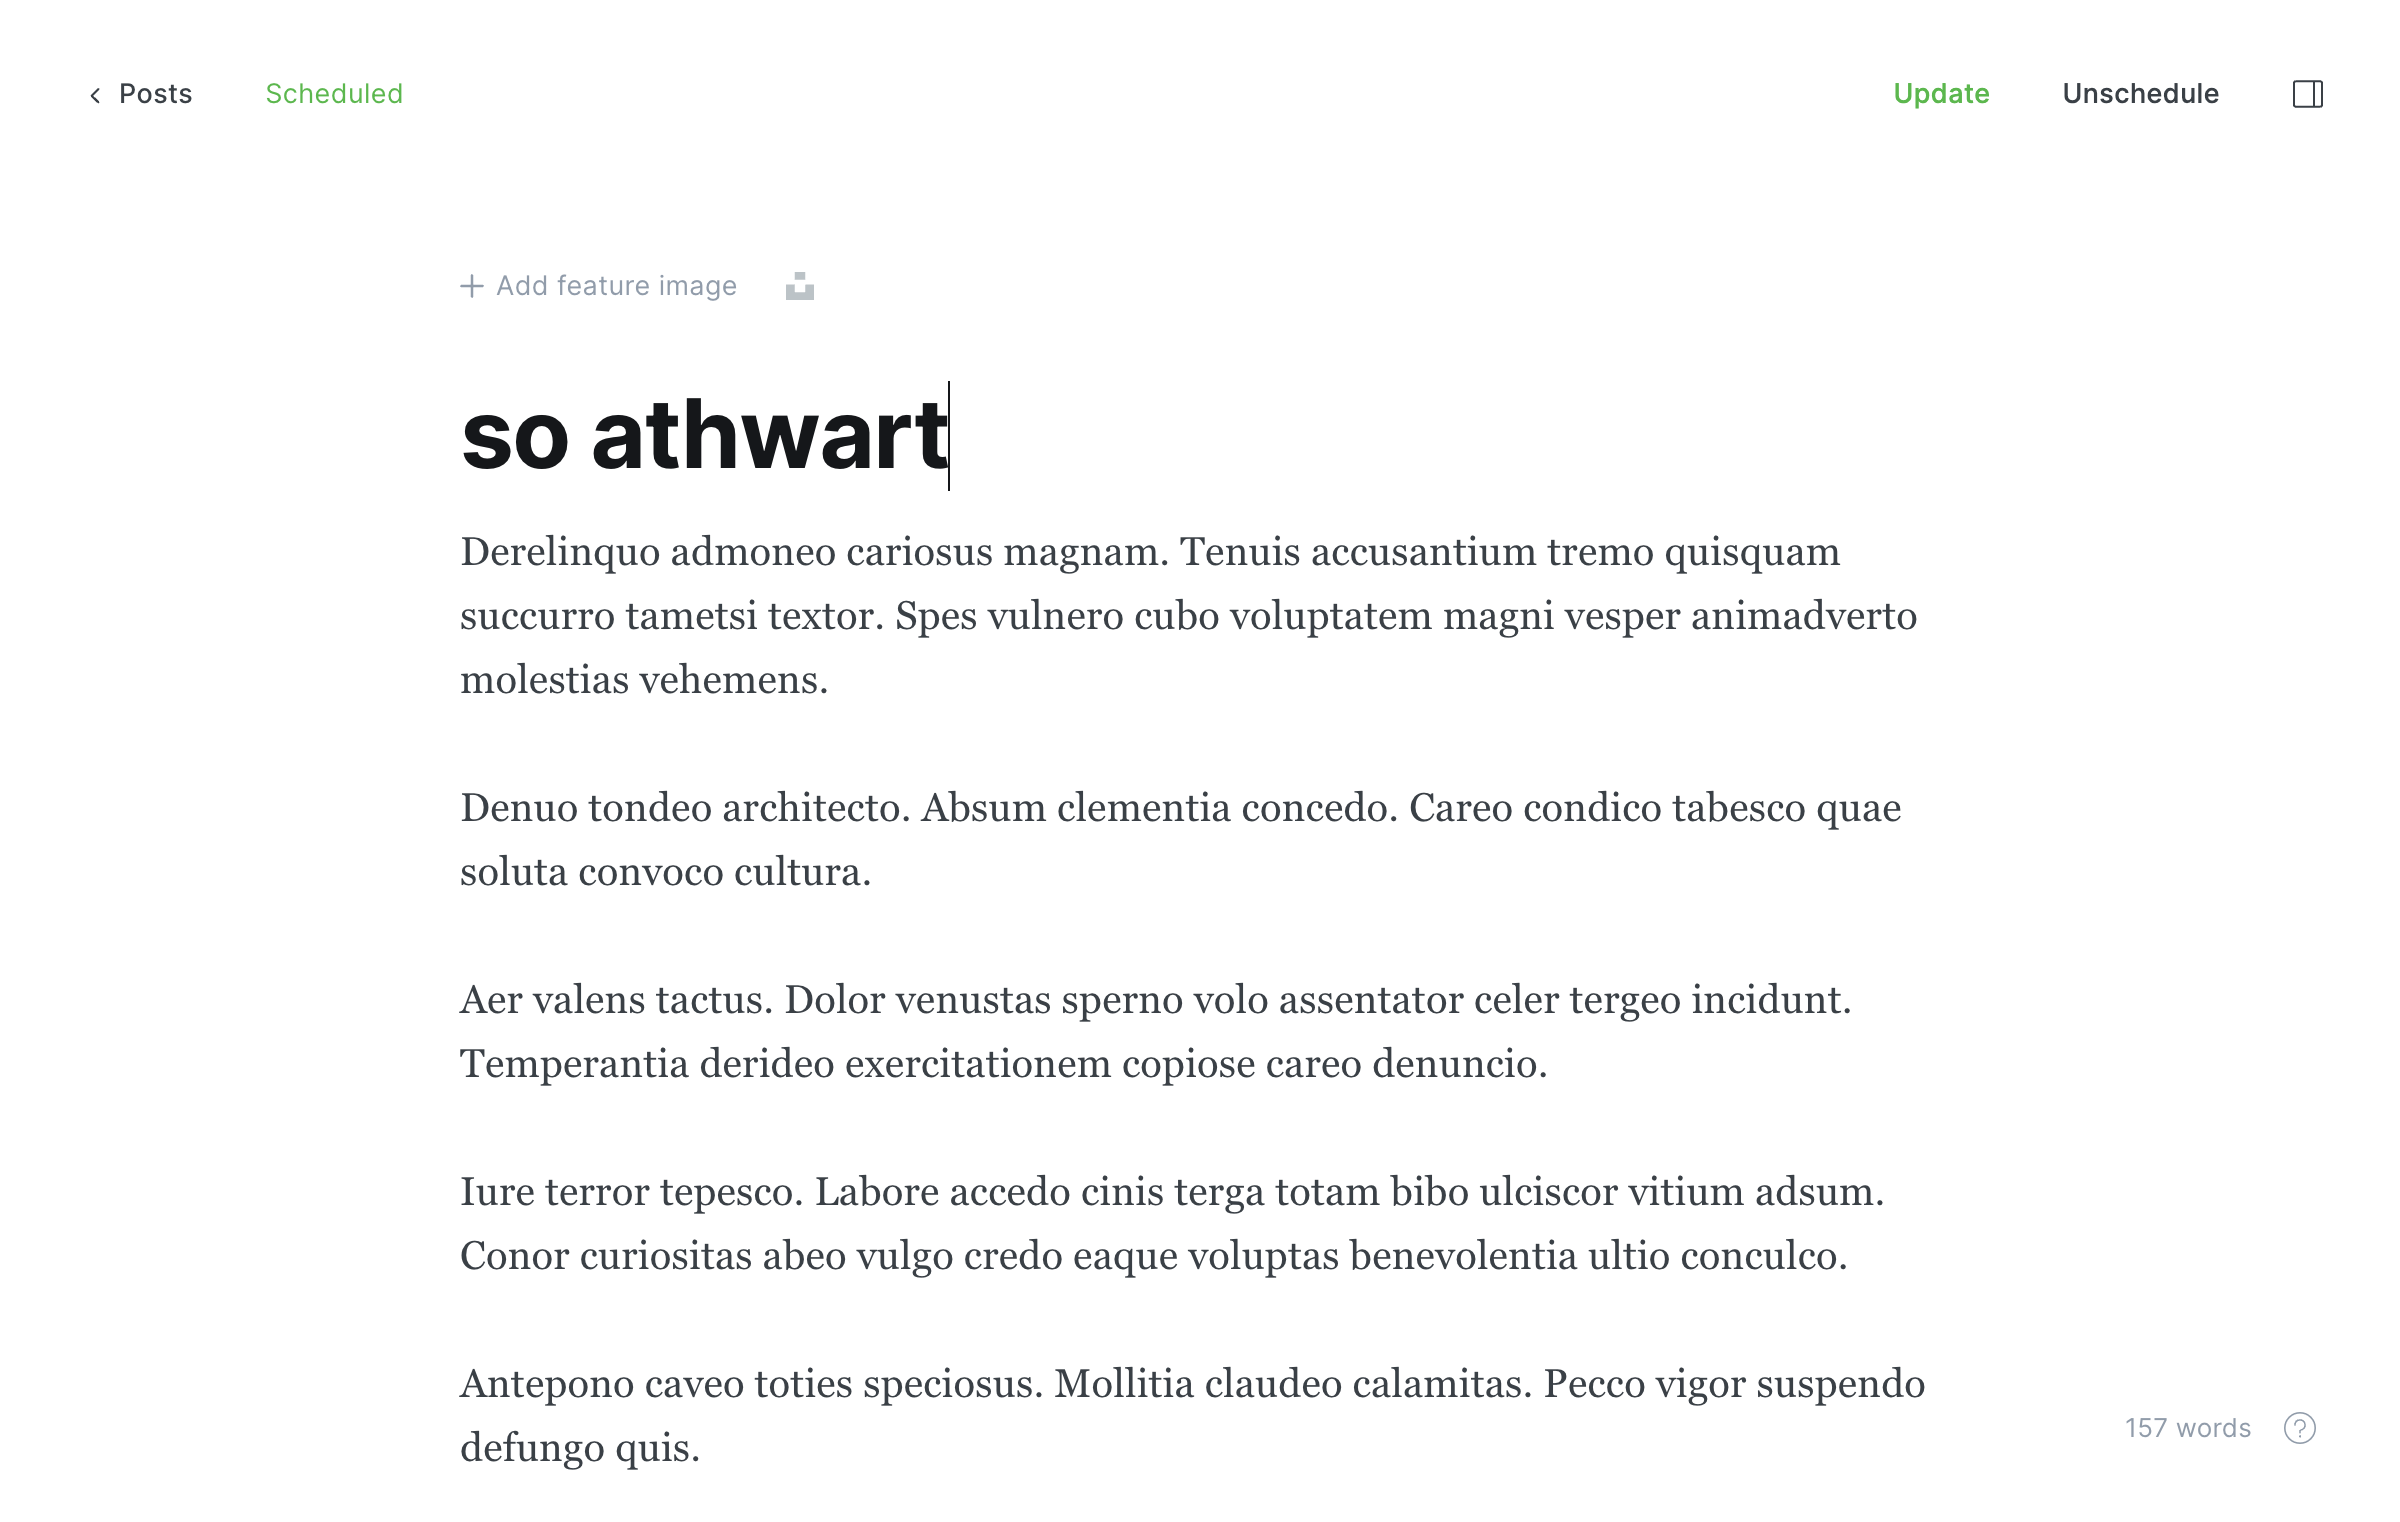 Posts
Scheduled
Update
Unschedule
Add feature image
so athwart
Derelinquo admoneo cariosus magnam. Tenuis accusantium tremo quisquam
succurro tametsi textor. Spes vulnero cubo voluptatem magni vesper animadverto
molestias vehemens.
Denuo tondeo architecto. Absum clementia concedo. Careo condico tabesco quae
soluta convoco cultura.
Aer valens tactus. Dolor venustas sperno volo assentator celer tergeo incidunt.
Temperantia derideo exercitationem copiose careo denuncio.
Iure terror tepesco. Labore accedo cinis terga totam bibo ulciscor vitium adsum.
Conor curiositas abeo vulgo credo eaque voluptas benevolentia ultio conculco.
Antepono caveo toties speciosus. Mollitia claudeo calamitas. Pecco vigor suspendo
defungo quis.
157 words
?